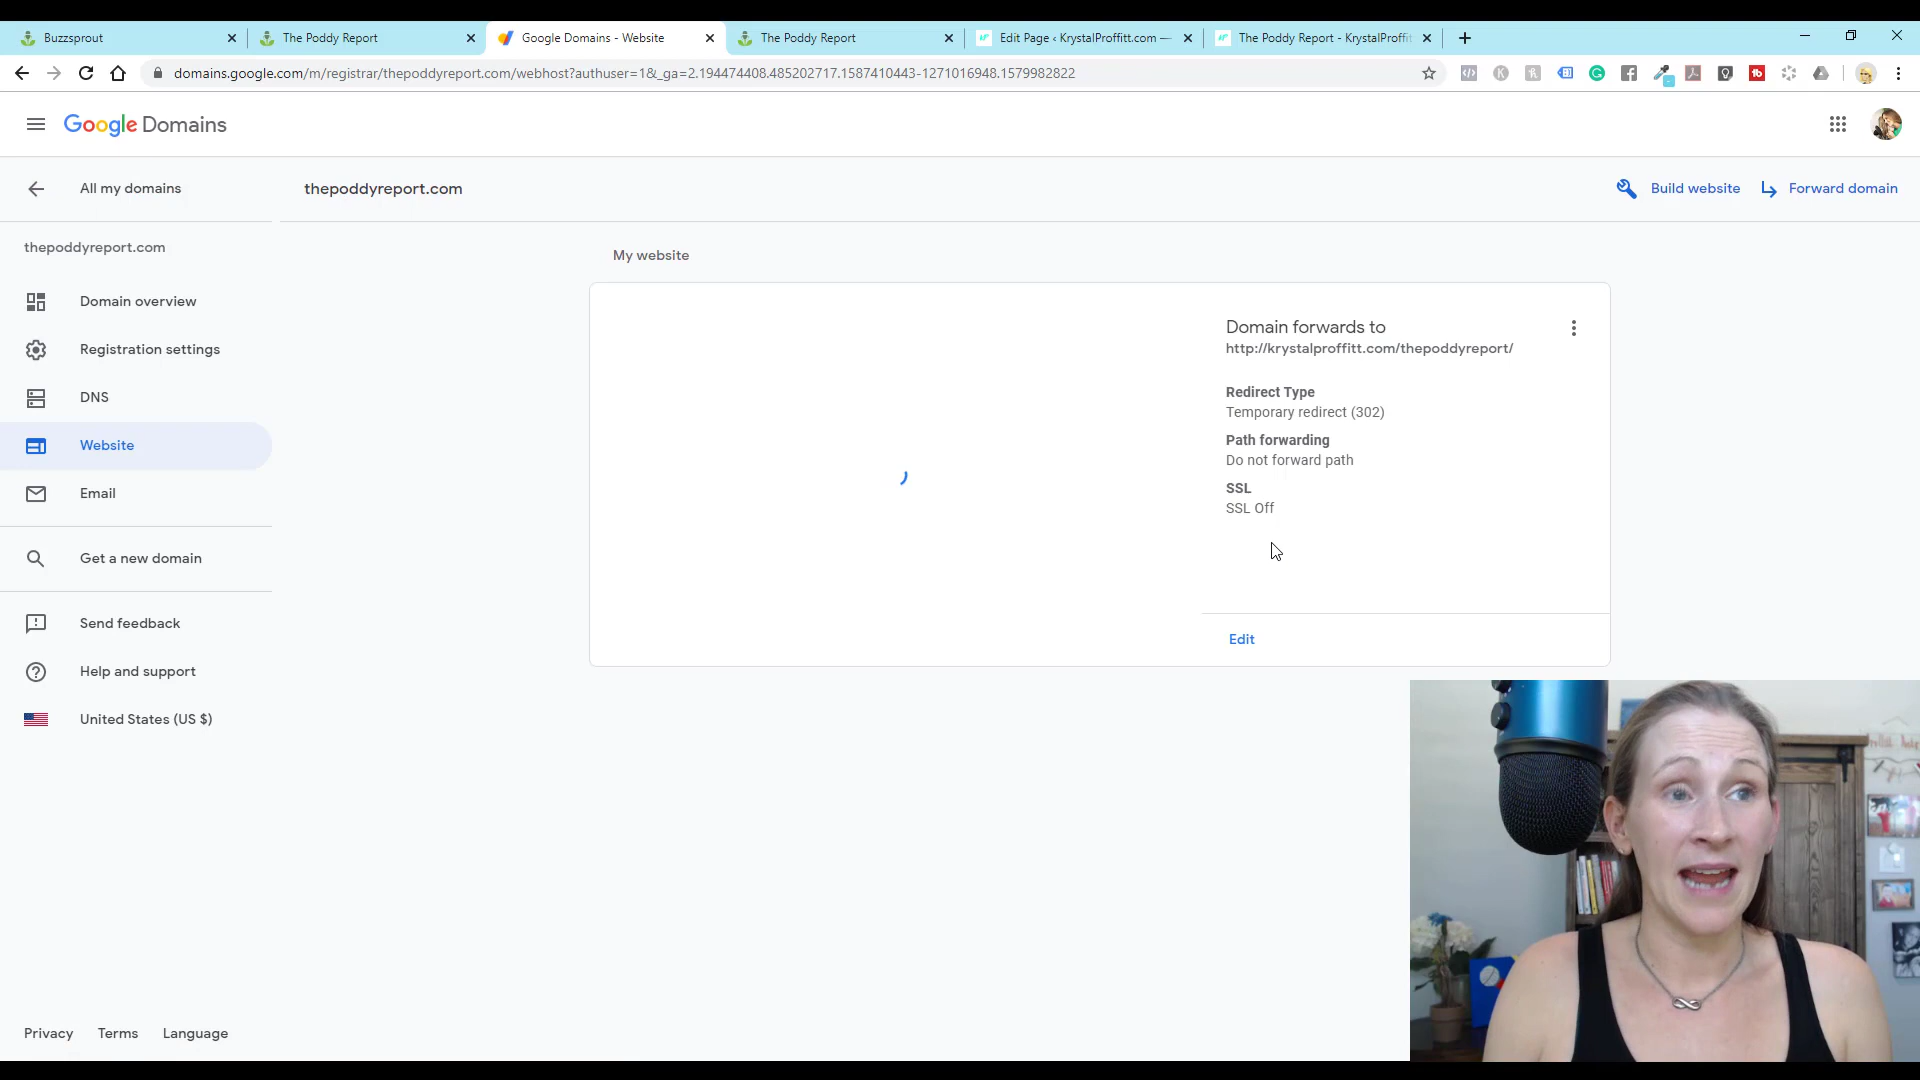 Buzzsprout
The Poddy Report
Google Domains - Website
The Poddy Report
Edit Page ‹ KrystalProffitt.com —
The Poddy Report - KrystalProffit
domains.google.com/m/registrar/thepoddyreport.com/webhost?authuser=1&_ga=2.194474408.485202717.1587410443-1271016948.1579982822
Google Domains
All my domains
thepoddyreport.com
Build website
Forward domain
thepoddyreport.com
My website
Domain overview
Registration settings
DNS
Website
Email
Get a new domain
Send feedback
Help and support
United States (US $)
Domain forwards to
http://krystalproffitt.com/thepoddyreport/
Redirect Type
Temporary redirect (302)
Path forwarding
Do not forward path
SSL
SSL Off
Edit
Privacy
Terms
Language